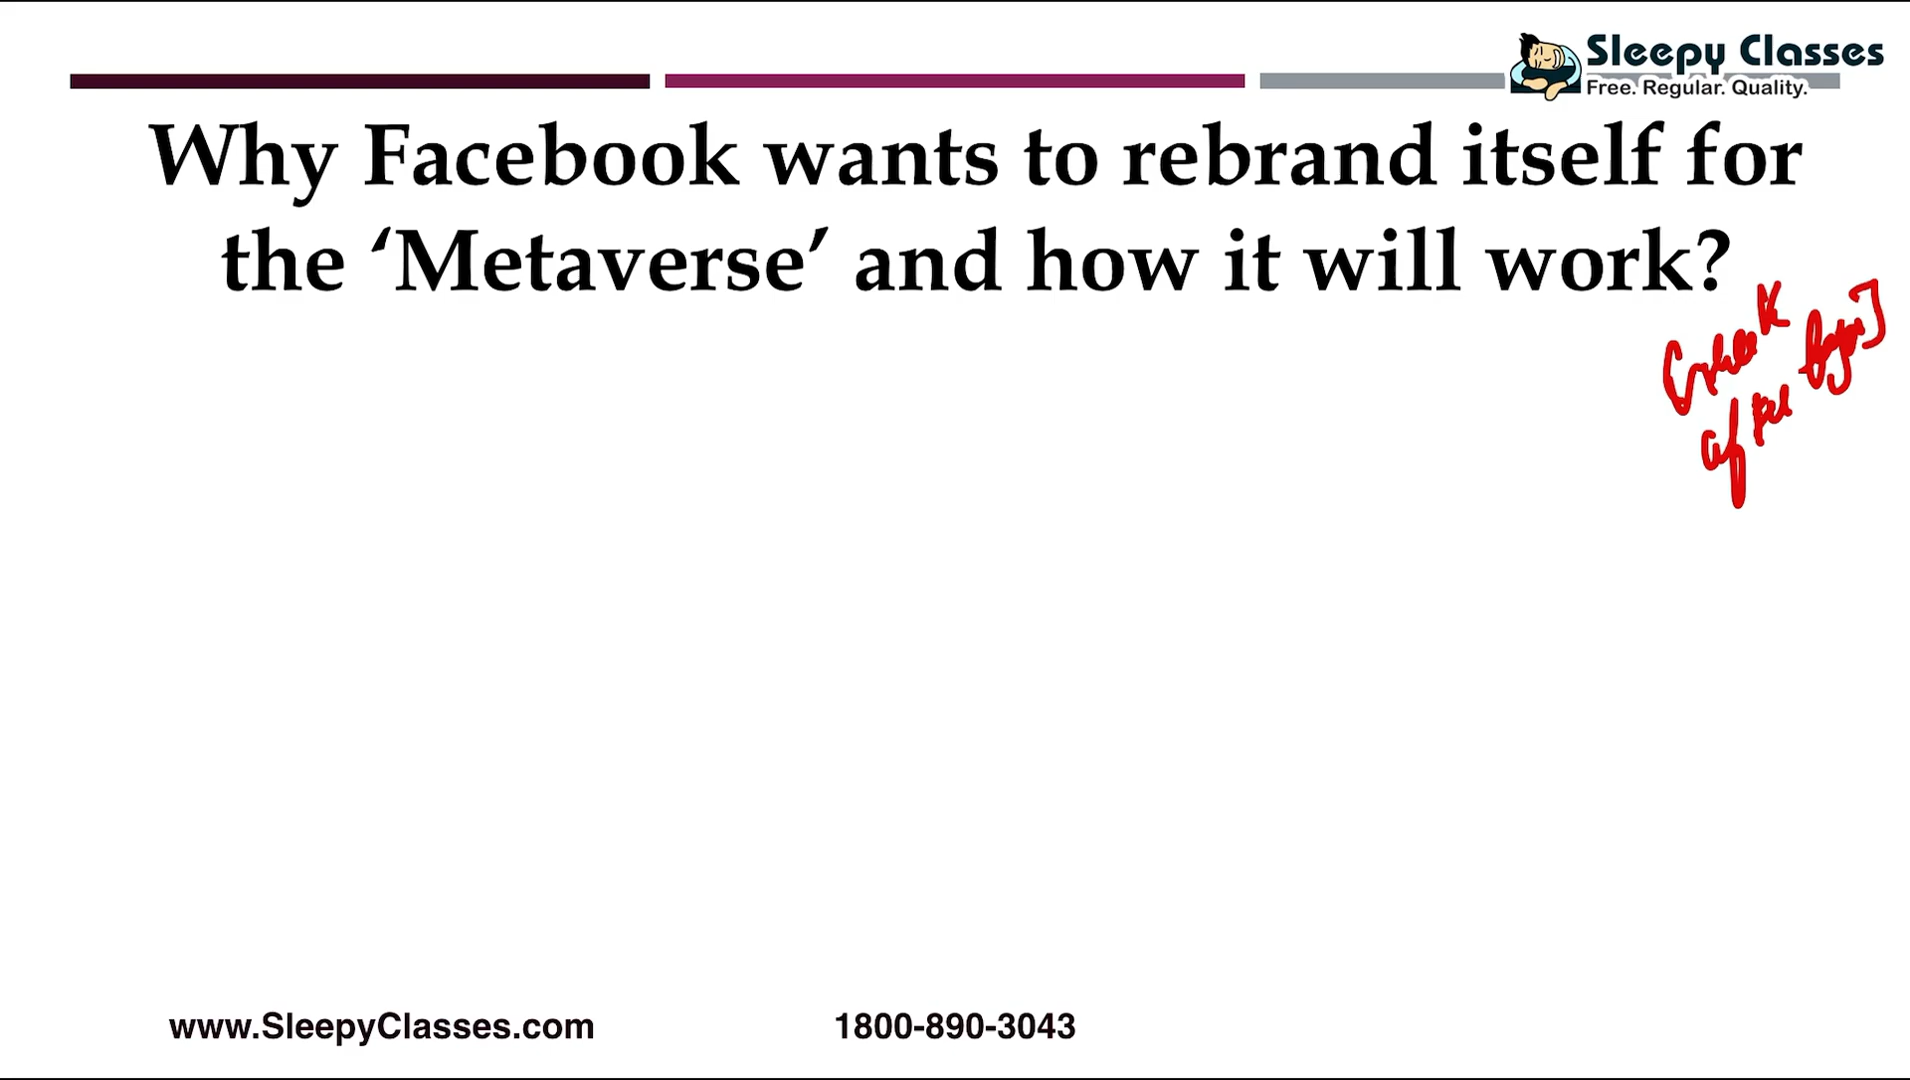 Sleepy Classes
Free. Regular. Quality.
Why Facebook wants to rebrand itself for
the ‘Metaverse’ and how it will work?
after
www.SleepyClasses.com
1800-890-3043